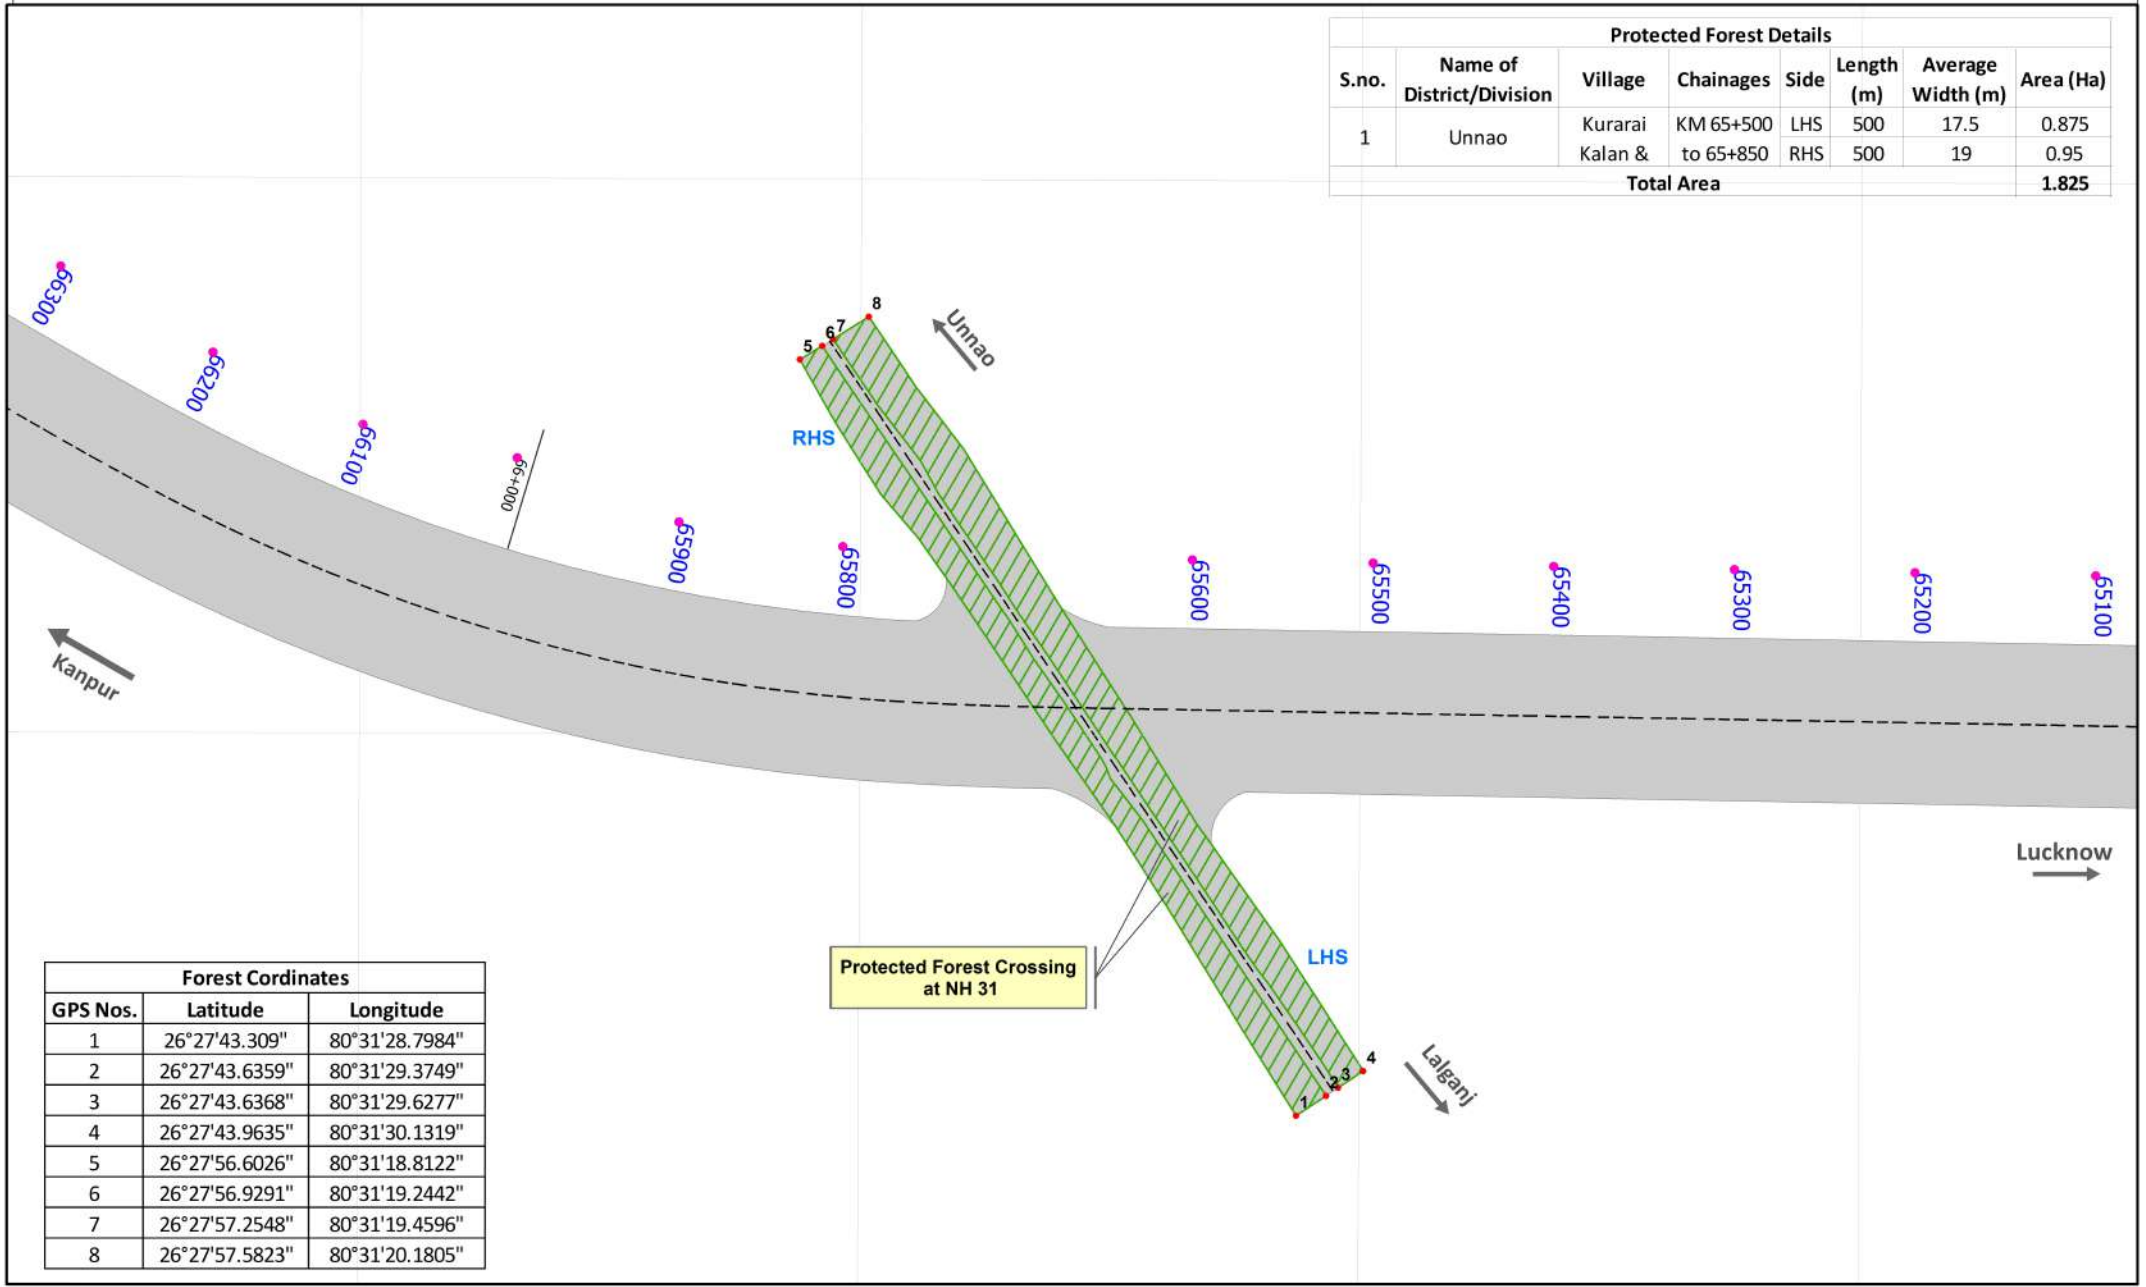 Protected Forest Details
S.no. Name of District/Division Village Chainages Side Length (m) Average Width (m) Area (Ha)
1 Unnao Kurarai Kalan & KM 65+500 to 65+850 LHS 500 17.5 0.875
RHS 500 19 0.95
Total Area 1.825
66300
66200
66100
66+000
65900
65800
65600
65500
65400
65300
65200
65100
5
6
7
8
Unnao
RHS
Kanpur
Lucknow
Protected Forest Crossing
at NH 31
LHS
1
2
3
4
Lalganj
Forest Cordinates
GPS Nos. Latitude Longitude
1 26°27'43.309" 80°31'28.7984"
2 26°27'43.6359" 80°31'29.3749"
3 26°27'43.6368" 80°31'29.6277"
4 26°27'43.9635" 80°31'30.1319"
5 26°27'56.6026" 80°31'18.8122"
6 26°27'56.9291" 80°31'19.2442"
7 26°27'57.2548" 80°31'19.4596"
8 26°27'57.5823" 80°31'20.1805"